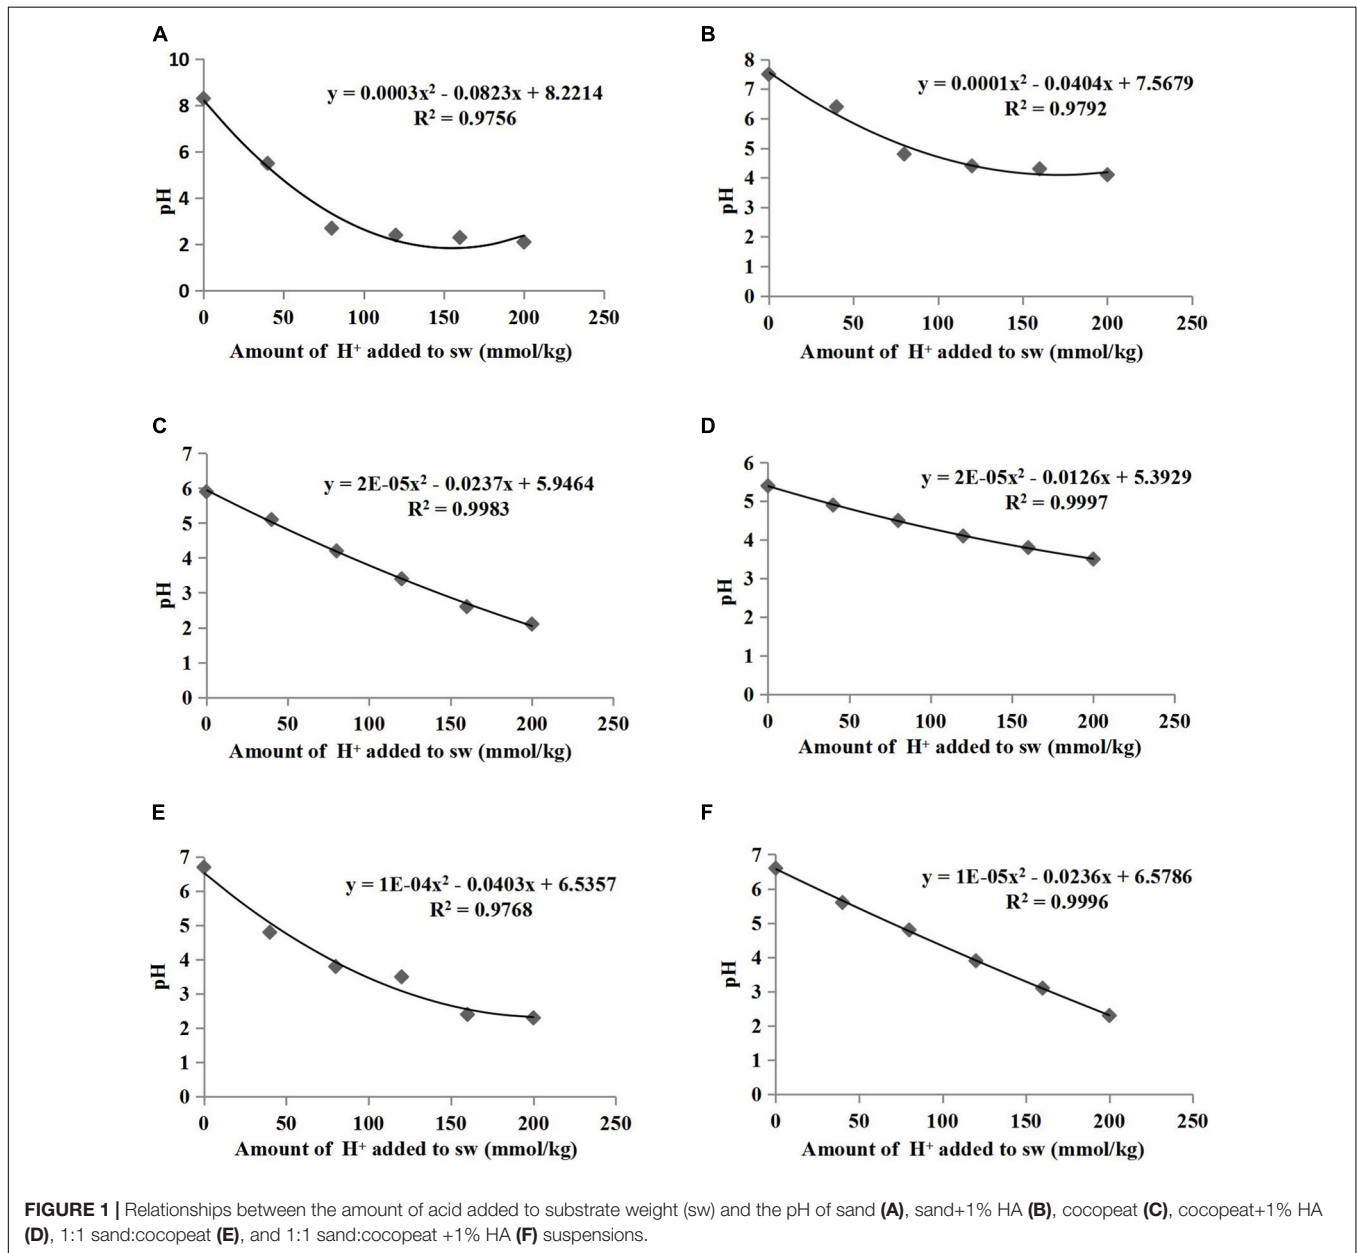 A
10
8
6
4
2
0
pH
y = 0.0003x² - 0.0823x + 8.2214
R² = 0.9756
0 50 100 150 200 250
Amount of H⁺ added to sw (mmol/kg)
B
8
7
6
5
4
3
2
1
0
pH
y = 0.0001x² - 0.0404x + 7.5679
R² = 0.9792
0 50 100 150 200 250
Amount of H⁺ added to sw (mmol/kg)
C
7
6
5
4
3
2
1
0
pH
y = 2E-05x² - 0.0237x + 5.9464
R² = 0.9983
0 50 100 150 200 250
Amount of H⁺ added to sw (mmol/kg)
D
6
5
4
3
2
1
0
pH
y = 2E-05x² - 0.0126x + 5.3929
R² = 0.9997
0 50 100 150 200 250
Amount of H⁺ added to sw (mmol/kg)
E
7
6
5
4
3
2
1
0
pH
y = 1E-04x² - 0.0403x + 6.5357
R² = 0.9768
0 50 100 150 200 250
Amount of H⁺ added to sw (mmol/kg)
F
7
6
5
4
3
2
1
0
pH
y = 1E-05x² - 0.0236x + 6.5786
R² = 0.9996
0 50 100 150 200 250
Amount of H⁺ added to sw (mmol/kg)
FIGURE 1 | Relationships between the amount of acid added to substrate weight (sw) and the pH of sand (A), sand+1% HA (B), cocopeat (C), cocopeat+1% HA
(D), 1:1 sand:cocopeat (E), and 1:1 sand:cocopeat +1% HA (F) suspensions.